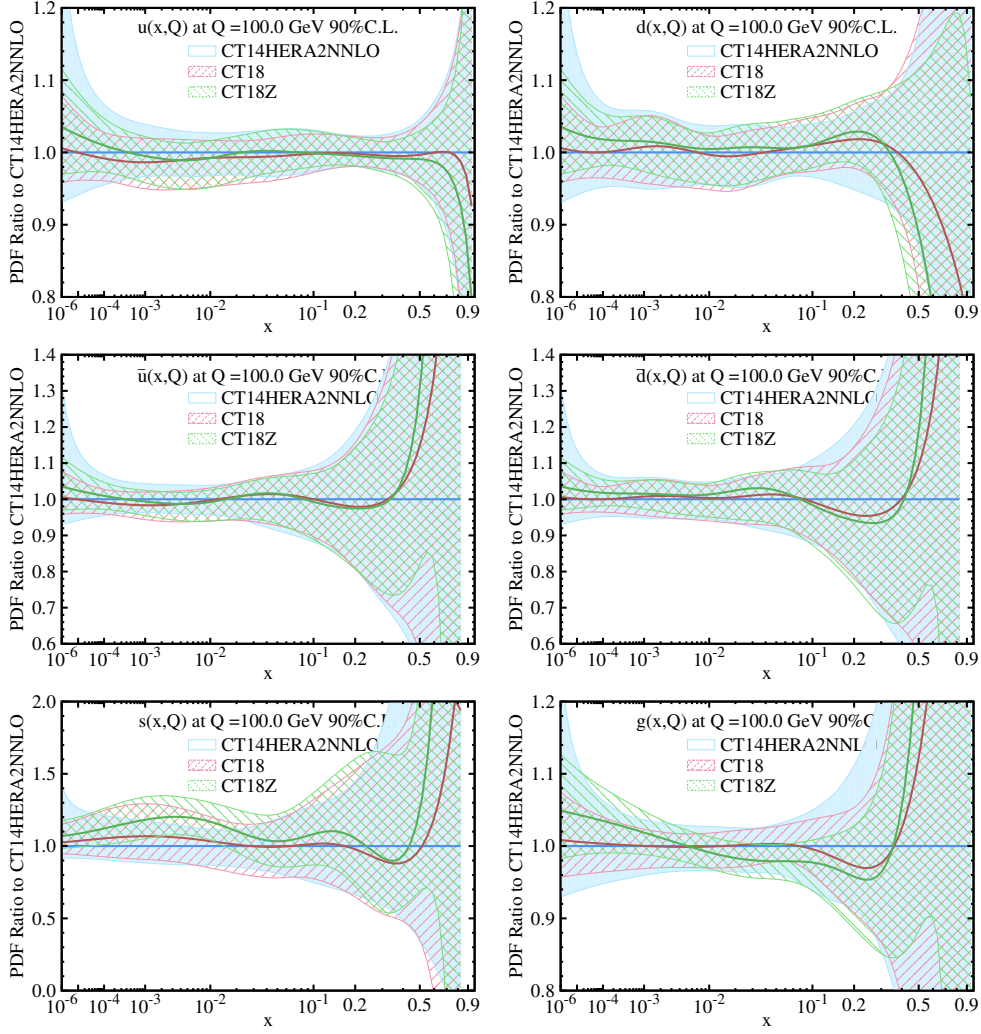 u(x,Q) at Q =100.0 GeV 90%C.L.
CT14HERA2NNLO
CT18
CT18Z
PDF Ratio to CT14HERA2NNLO
1.2
1.1
1.0
0.9
0.8
10^-6 10^-4 10^-3 10^-2 10^-1 0.2 0.5 0.9
x
d(x,Q) at Q =100.0 GeV 90%C.L.
CT14HERA2NNLO
CT18
CT18Z
PDF Ratio to CT14HERA2NNLO
1.2
1.1
1.0
0.9
0.8
10^-6 10^-4 10^-3 10^-2 10^-1 0.2 0.5 0.9
x
u̅(x,Q) at Q =100.0 GeV 90%C.I
CT14HERA2NNLO
CT18
CT18Z
PDF Ratio to CT14HERA2NNLO
1.4
1.3
1.2
1.1
1.0
0.9
0.8
0.7
0.6
10^-6 10^-4 10^-3 10^-2 10^-1 0.2 0.5 0.9
x
d̅(x,Q) at Q =100.0 GeV 90%C.I
CT14HERA2NNLO
CT18
CT18Z
PDF Ratio to CT14HERA2NNLO
1.4
1.3
1.2
1.1
1.0
0.9
0.8
0.7
0.6
10^-6 10^-4 10^-3 10^-2 10^-1 0.2 0.5 0.9
x
s(x,Q) at Q =100.0 GeV 90%C.I
CT14HERA2NNLO
CT18
CT18Z
PDF Ratio to CT14HERA2NNLO
2.0
1.5
1.0
0.5
0.0
10^-6 10^-4 10^-3 10^-2 10^-1 0.2 0.5 0.9
x
g(x,Q) at Q =100.0 GeV 90%C
CT14HERA2NNL
CT18
CT18Z
PDF Ratio to CT14HERA2NNLO
1.2
1.1
1.0
0.9
0.8
10^-6 10^-4 10^-3 10^-2 10^-1 0.2 0.5 0.9
x